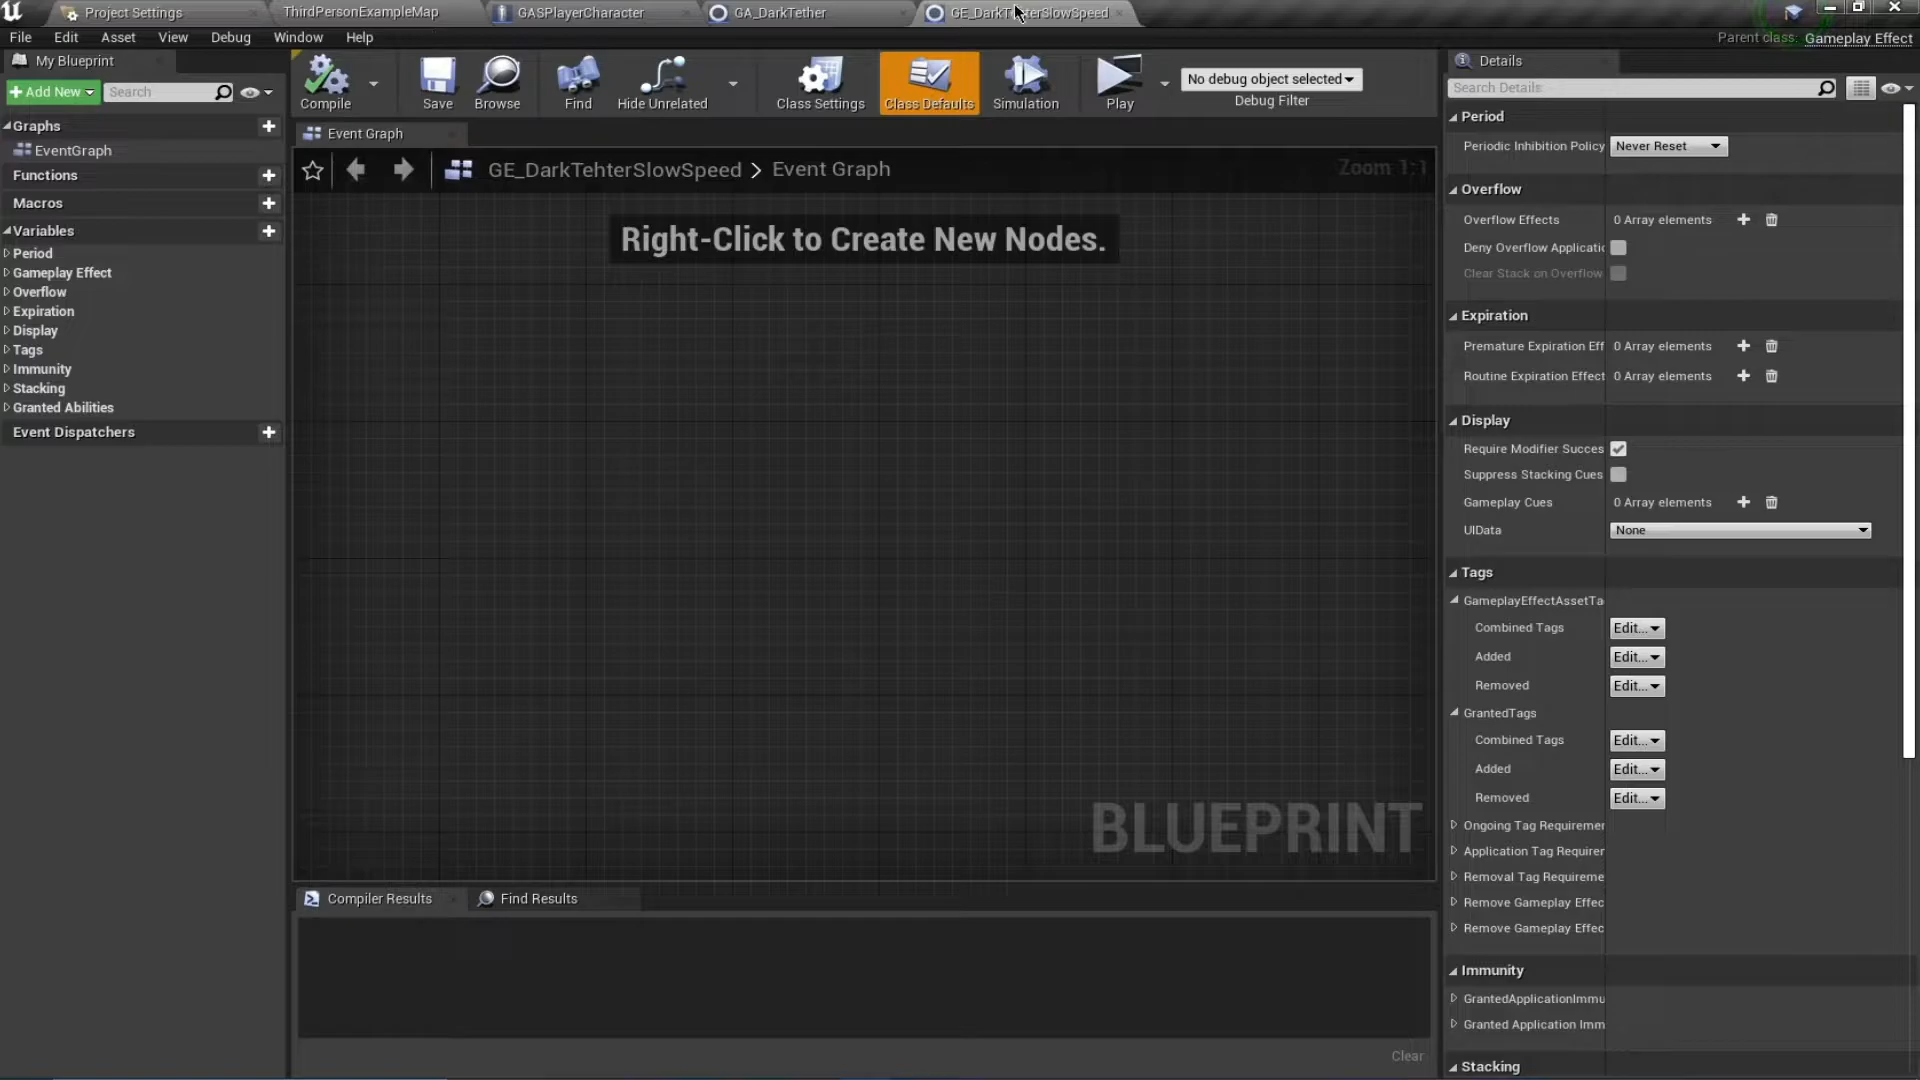 Project Settings
ThirdPersonExampleMap
GASPlayerCharacter
GA_DarkTether
GE_DarkTehterSlowSpeed
File
Edit
Asset
View
Debug
Window
Help
Parent class: Gameplay Effect
My Blueprint
Add New
Search
Compile
Save
Browse
Find
Hide Unrelated
Class Settings
Class Defaults
Simulation
Play
No debug object selected
Debug Filter
Graphs
EventGraph
Functions
Macros
Variables
Period
Gameplay Effect
Overflow
Expiration
Display
Tags
Immunity
Stacking
Granted Abilities
Event Dispatchers
Event Graph
GE_DarkTehterSlowSpeed > Event Graph
Zoom 1:1
Right-Click to Create New Nodes.
BLUEPRINT
Compiler Results
Find Results
Clear
Details
Search Details
Period
Periodic Inhibition Policy Never Reset
Overflow
Overflow Effects 0 Array elements
Deny Overflow Applicatic
Clear Stack on Overflow
Expiration
Premature Expiration Eff 0 Array elements
Routine Expiration Effect 0 Array elements
Display
Require Modifier Succes
Suppress Stacking Cues
Gameplay Cues 0 Array elements
UIData None
Tags
GameplayEffectAssetTa
Combined Tags Edit...
Added Edit...
Removed Edit...
GrantedTags
Combined Tags Edit...
Added Edit...
Removed Edit...
Ongoing Tag Requiremer
Application Tag Requirer
Removal Tag Requireme
Remove Gameplay Effec
Remove Gameplay Effec
Immunity
GrantedApplicationImmu
Granted Application Imm
Stacking